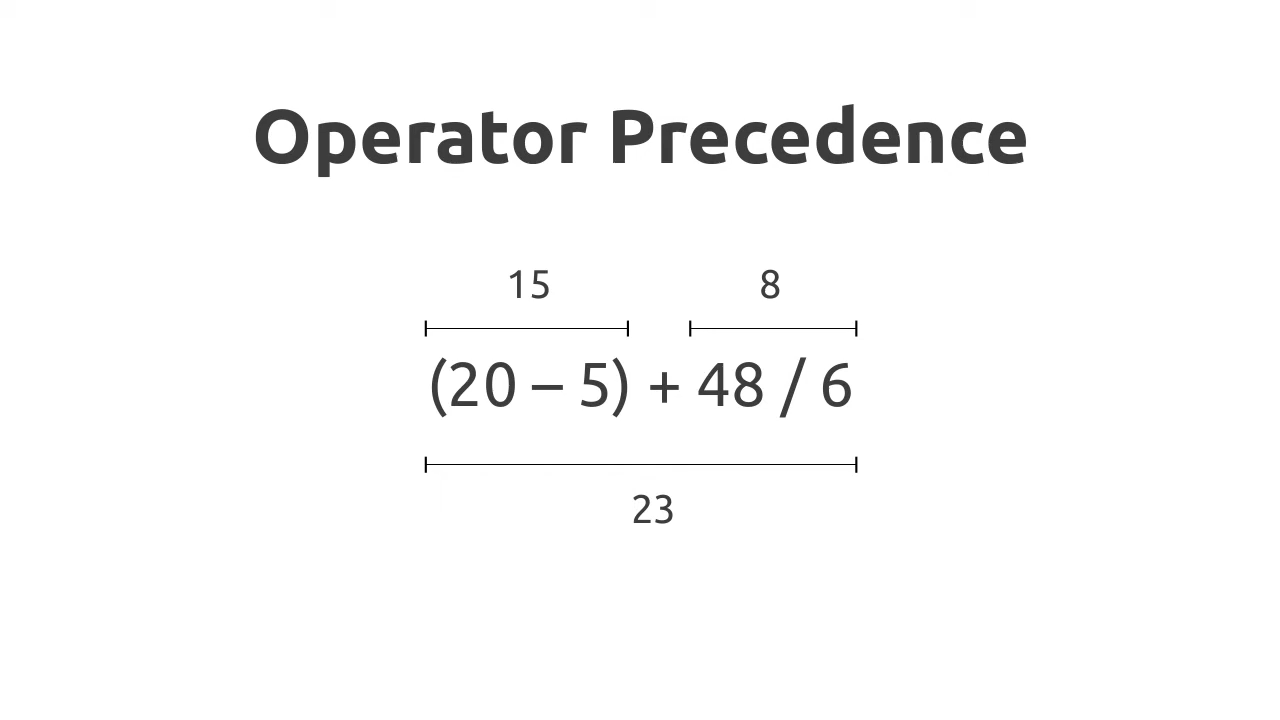 Operator Precedence
15 8
(20 – 5) + 48 / 6
23